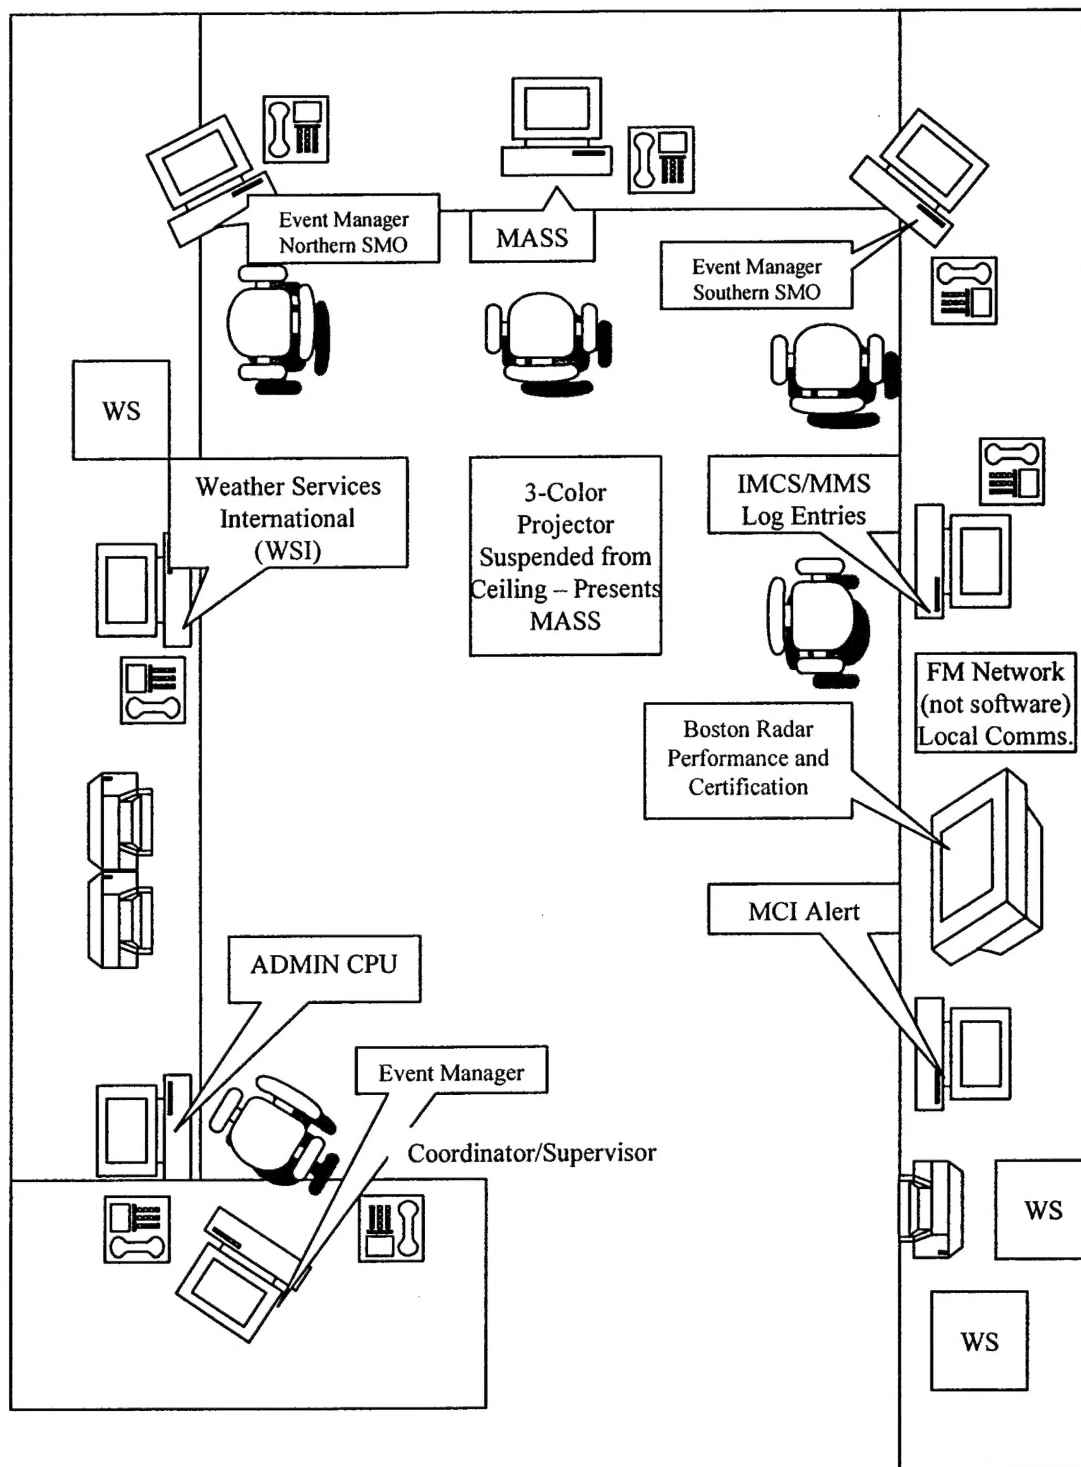 Event Manager
Northern SMO
MASS
Event Manager
Southern SMO
WS
Weather Services
International
(WSI)
3-Color
Projector
Suspended from
Ceiling – Presents
MASS
IMCS/MMS
Log Entries
FM Network
(not software)
Local Comms.
Boston Radar
Performance and
Certification
MCI Alert
ADMIN CPU
Event Manager
Coordinator/Supervisor
WS
WS